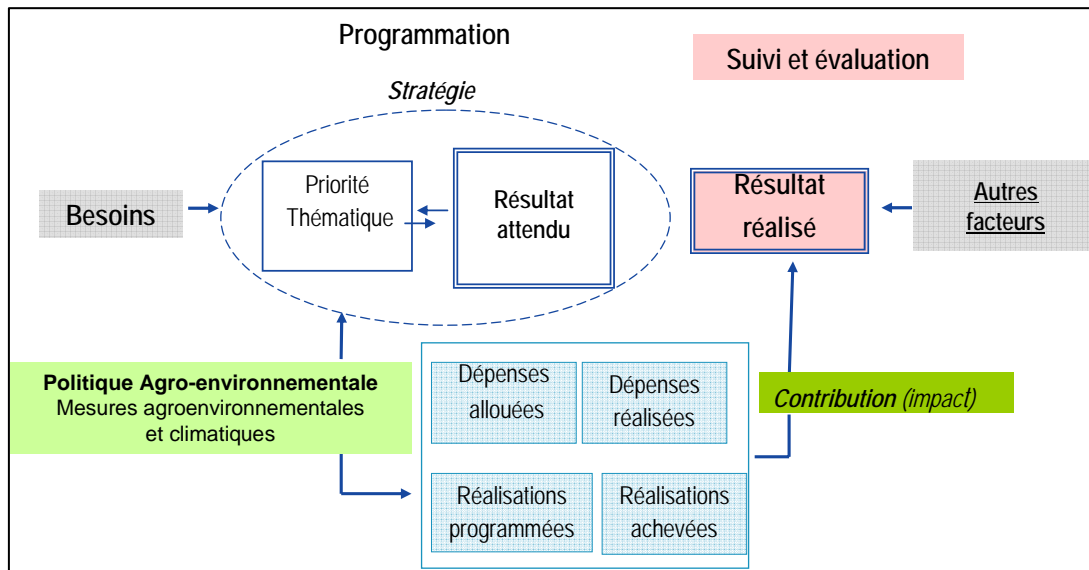 Programmation
Suivi et évaluation
Stratégie
Besoins
Priorité
Thématique
Résultat
attendu
Résultat
réalisé
Autres
facteurs
Politique Agro-environnementale
Mesures agroenvironnementales
et climatiques
Dépenses
allouées
Dépenses
réalisées
Contribution (impact)
Réalisations
programmées
Réalisations
achevées